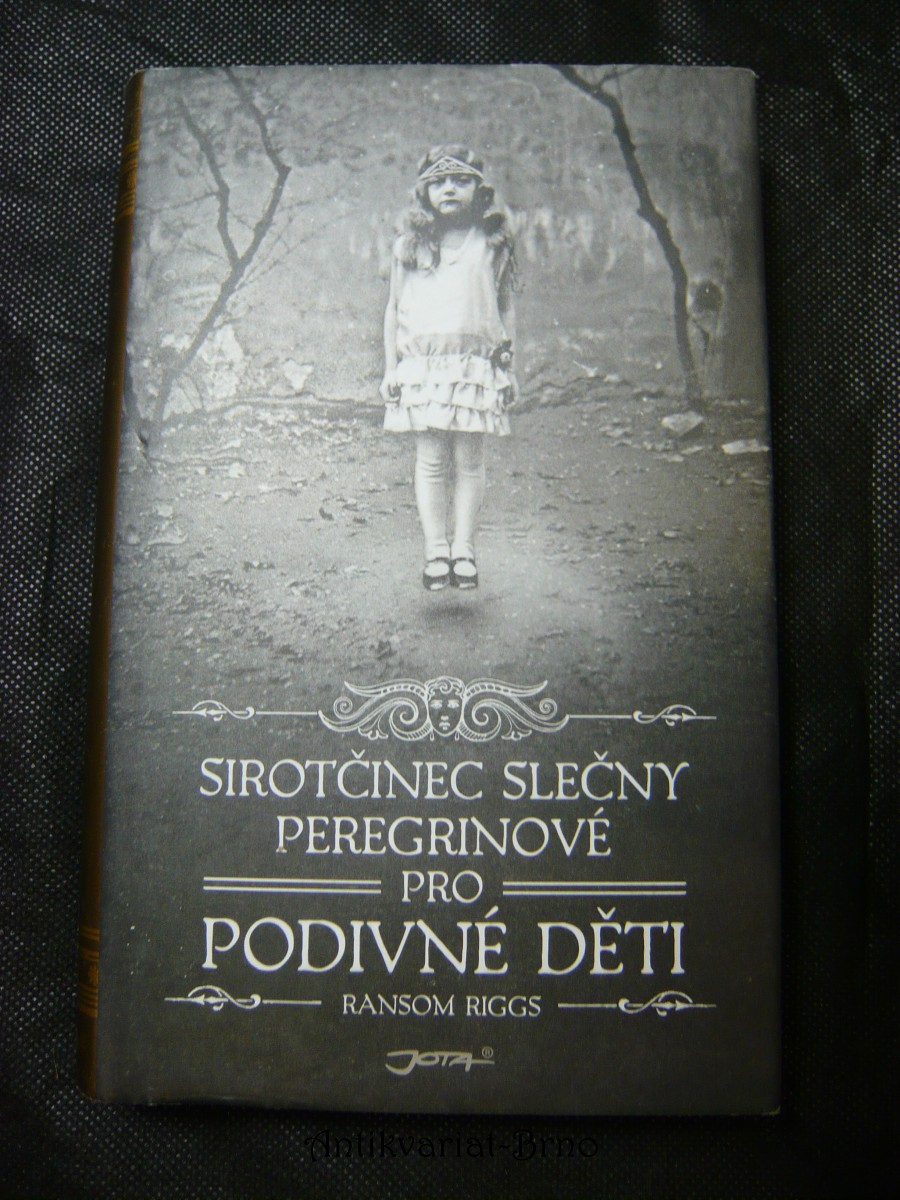 SIROTČINEC SLEČNY
PEREGRINOVÉ
PRO
PODIVNÉ DĚTI
RANSOM RIGGS
JOTA®
Antikvariat-Brno